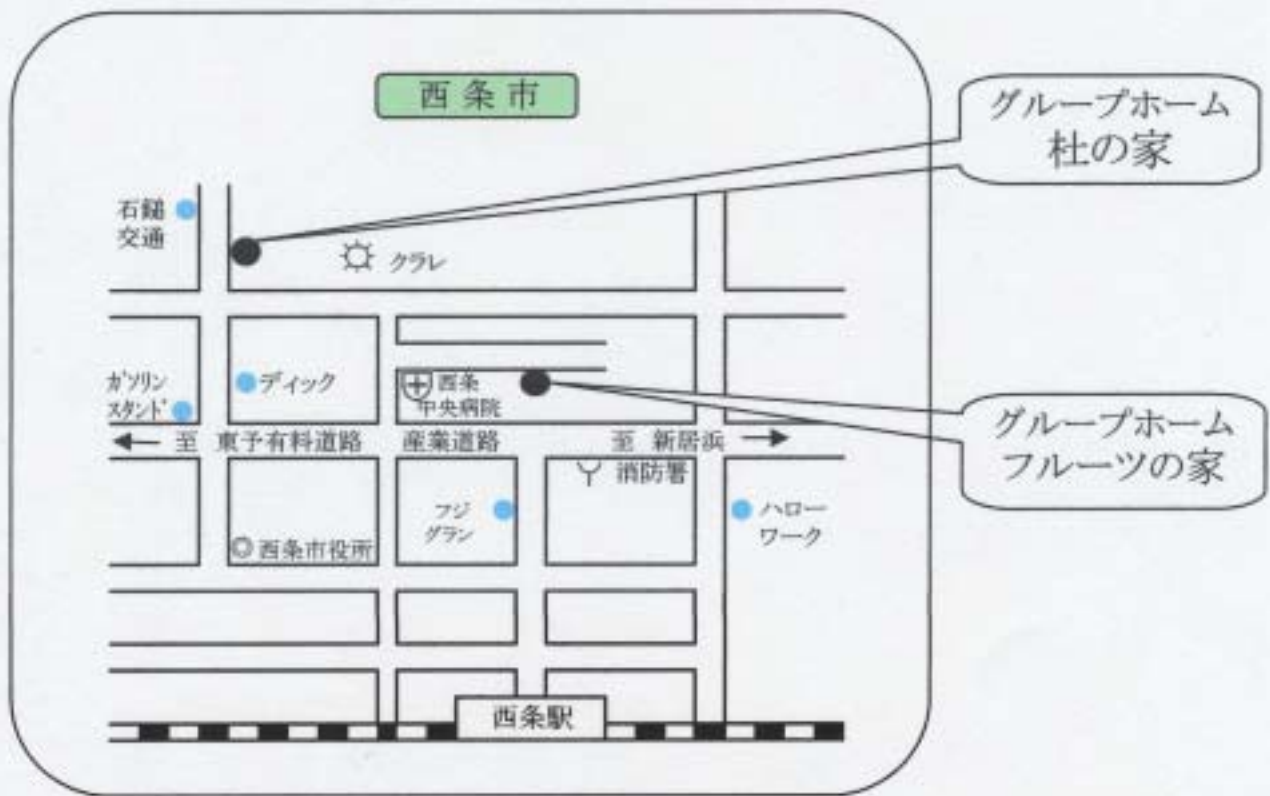 西条市
グループホーム
杜の家
石鎚
交通
クラレ
ガソリン
スタンド
ディック
西条
中央病院
グループホーム
フルーツの家
至 東予有料道路
産業道路
至 新居浜
消防署
フジ
グラン
ハロー
ワーク
西条市役所
西条駅